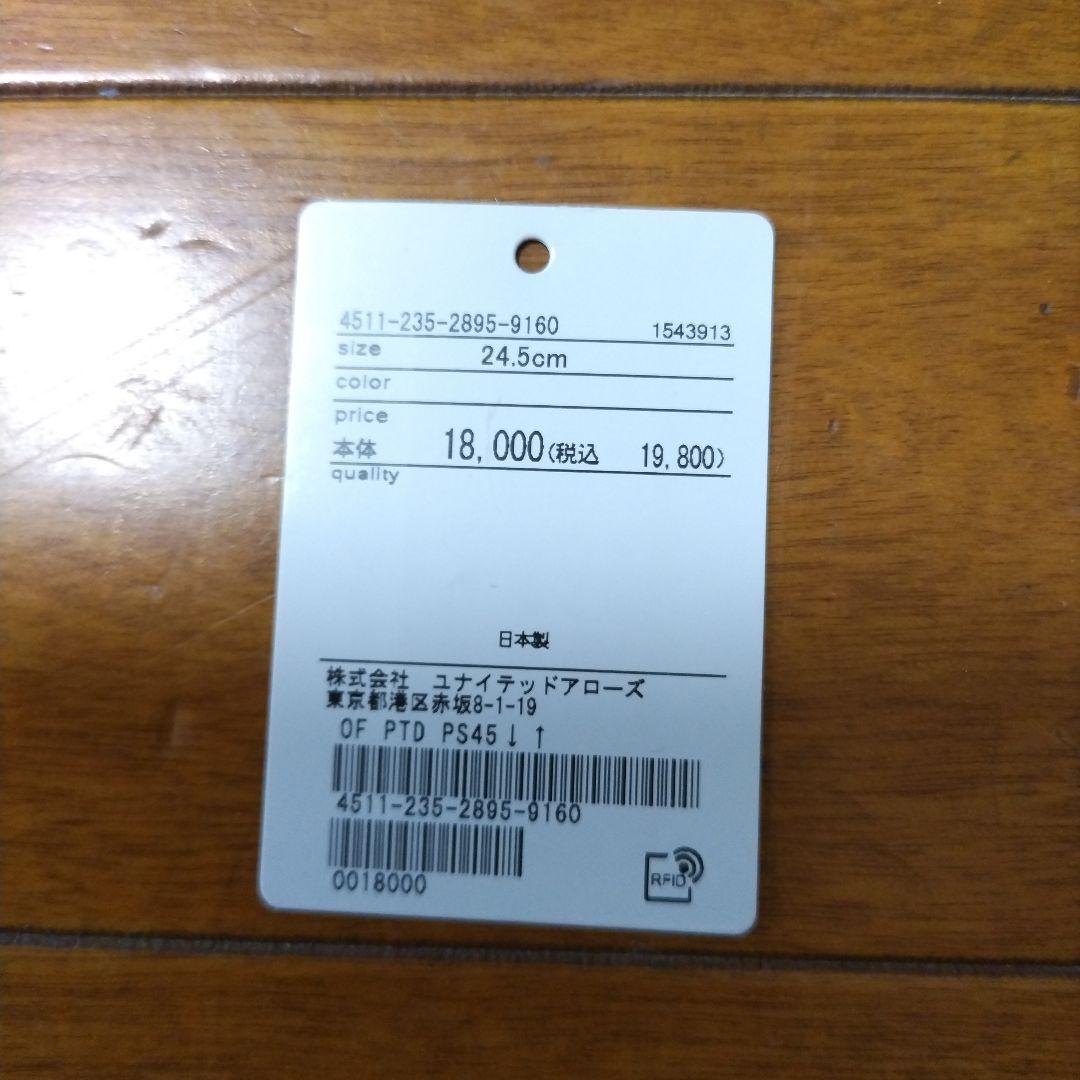 4511-235-2895-9160 1543913
size 24.5cm
color
price
本体 18,000(税込 19,800)
quality
日本製
株式会社 ユナイテッドアローズ
東京都港区赤坂8-1-19
OF PTD PS45↓ ↑
4511-235-2895-9160
0018000
RFID